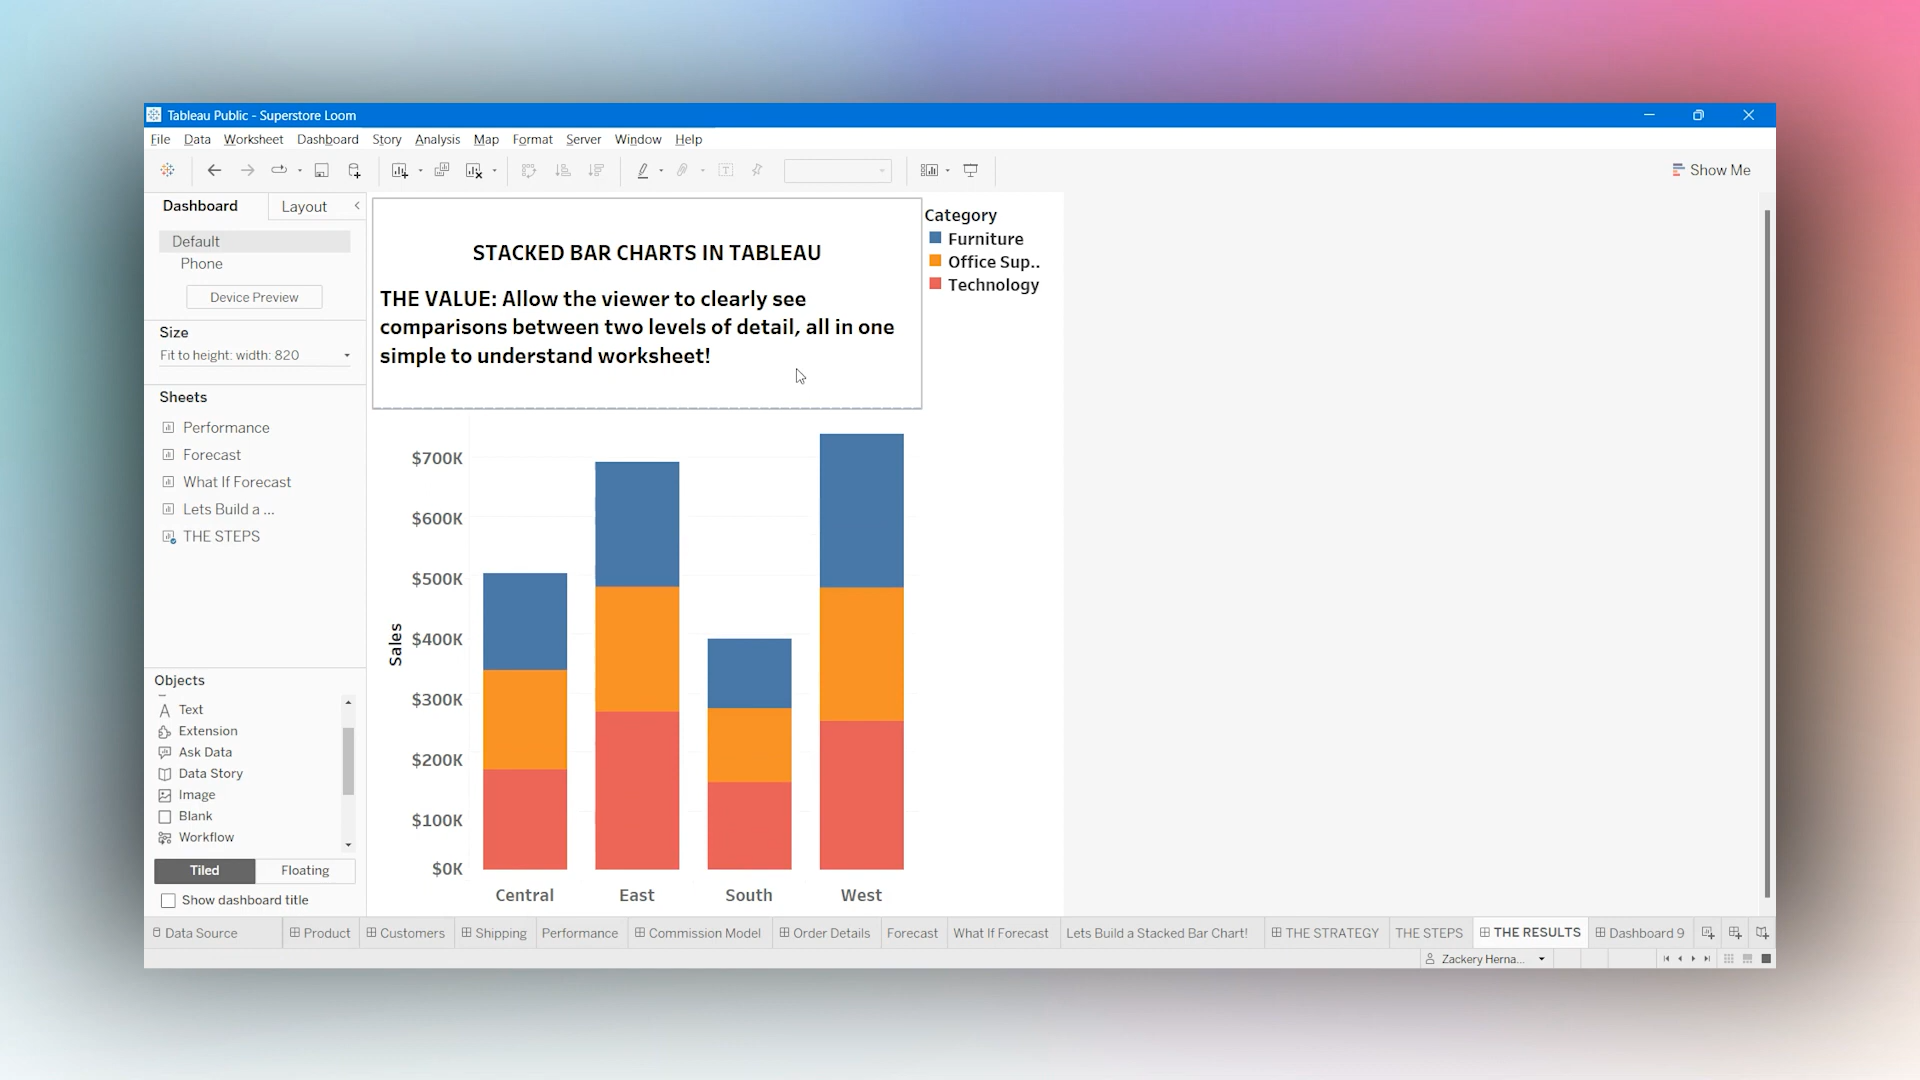 Tableau Public - Superstore Loom
File Data Worksheet Dashboard Story Analysis Map Format Server Window Help
Show Me
Dashboard Layout
Default
Phone
Device Preview
Size
Fit to height: width: 820
Sheets
Performance
Forecast
What If Forecast
Lets Build a ...
THE STEPS
Objects
Text
Extension
Ask Data
Data Story
Image
Blank
Workflow
Tiled Floating
Show dashboard title
STACKED BAR CHARTS IN TABLEAU
THE VALUE: Allow the viewer to clearly see
comparisons between two levels of detail, all in one
simple to understand worksheet!
Category
Furniture
Office Sup..
Technology
Sales
$700K
$600K
$500K
$400K
$300K
$200K
$100K
$0K
Central East South West
Data Source Product Customers Shipping Performance Commission Model Order Details Forecast What If Forecast Lets Build a Stacked Bar Chart! THE STRATEGY THE STEPS THE RESULTS Dashboard 9
Zackery Herna...